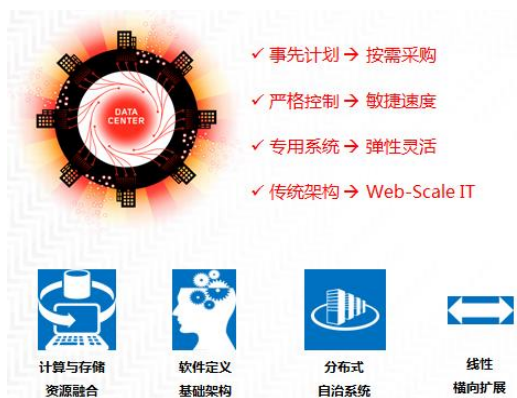 DATA
CENTER
✓ 事先计划 → 按需采购
✓ 严格控制 → 敏捷速度
✓ 专用系统 → 弹性灵活
✓ 传统架构 → Web-Scale IT
计算与存储
资源融合
软件定义
基础架构
分布式
自治系统
线性
横向扩展